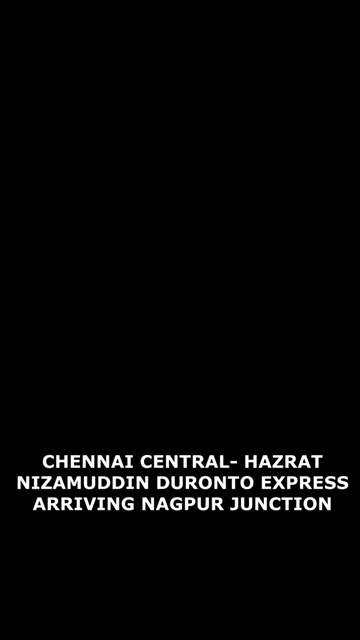 CHENNAI CENTRAL- HAZRAT
NIZAMUDDIN DURONTO EXPRESS
ARRIVING NAGPUR JUNCTION